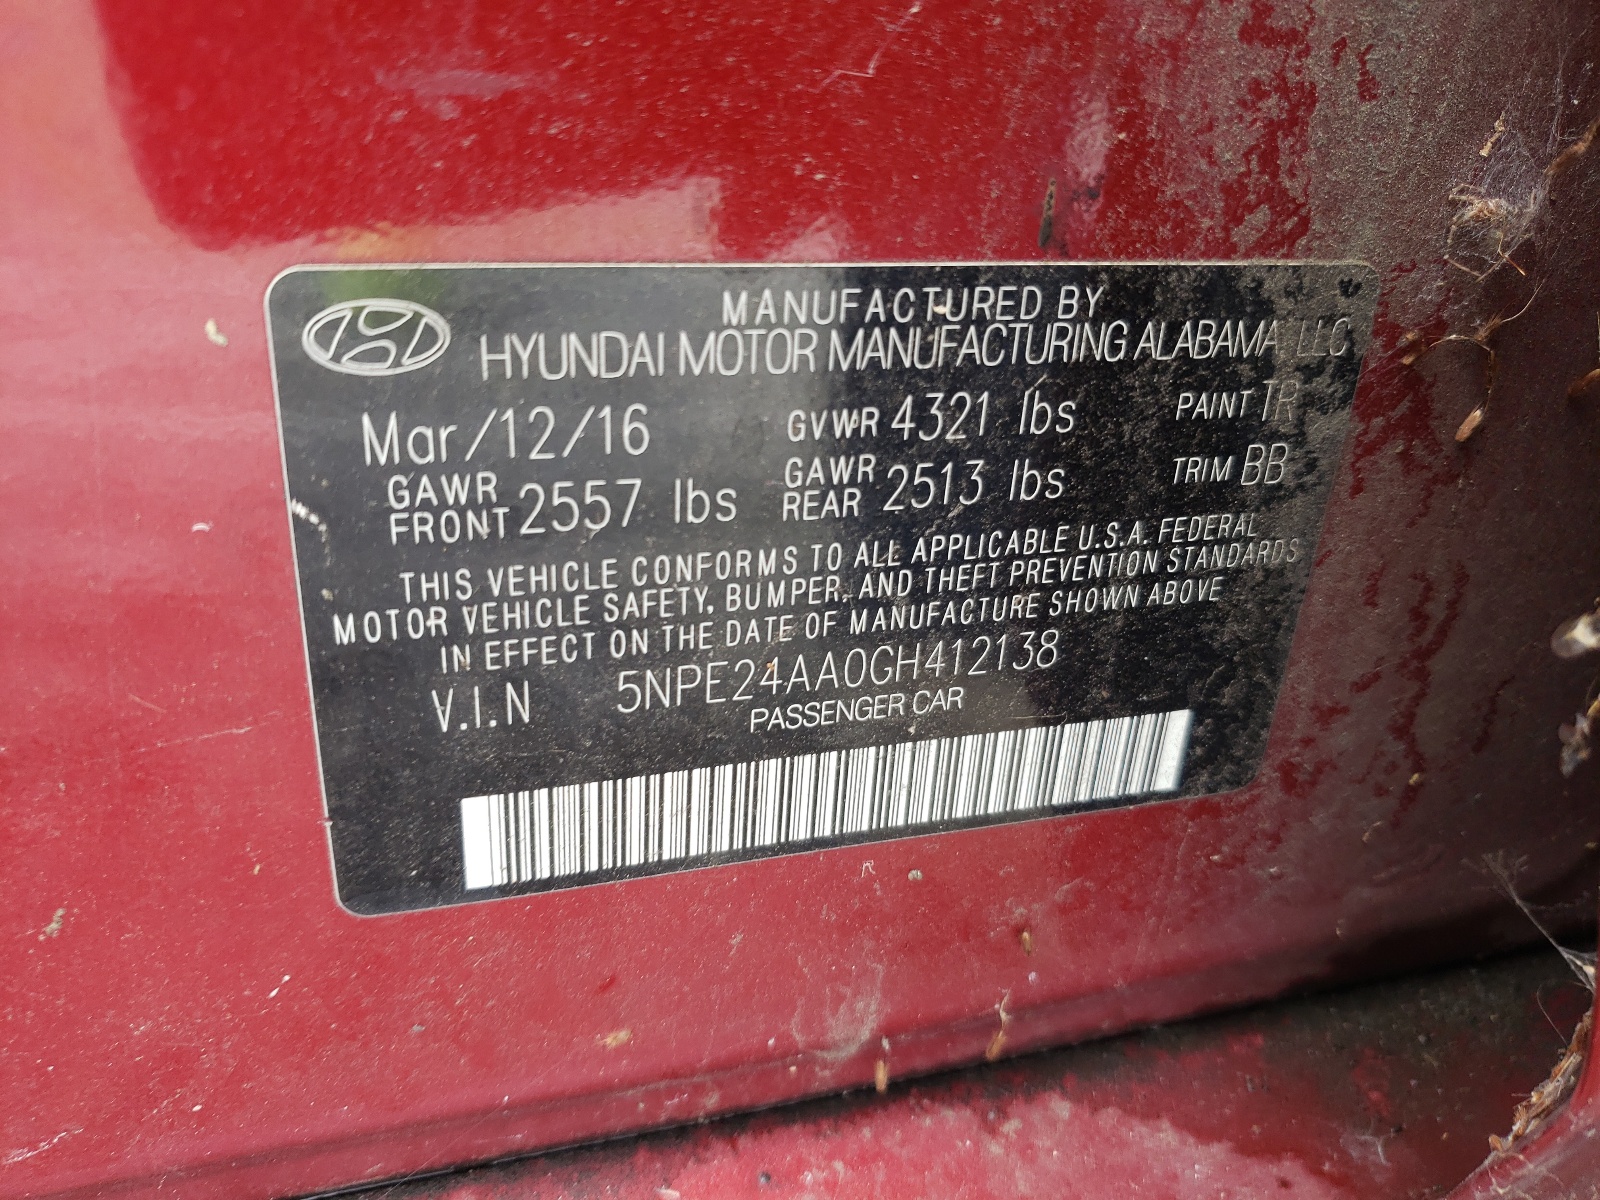 MANUFACTURED BY
HYUNDAI MOTOR MANUFACTURING ALABAMA LLC
Mar/12/16 GVWR 4321 lbs PAINT TR
GAWR FRONT 2557 lbs GAWR REAR 2513 lbs TRIM BB
THIS VEHICLE CONFORMS TO ALL APPLICABLE U.S.A. FEDERAL
MOTOR VEHICLE SAFETY, BUMPER, AND THEFT PREVENTION STANDARDS
IN EFFECT ON THE DATE OF MANUFACTURE SHOWN ABOVE
V.I.N 5NPE24AA0GH412138
PASSENGER CAR